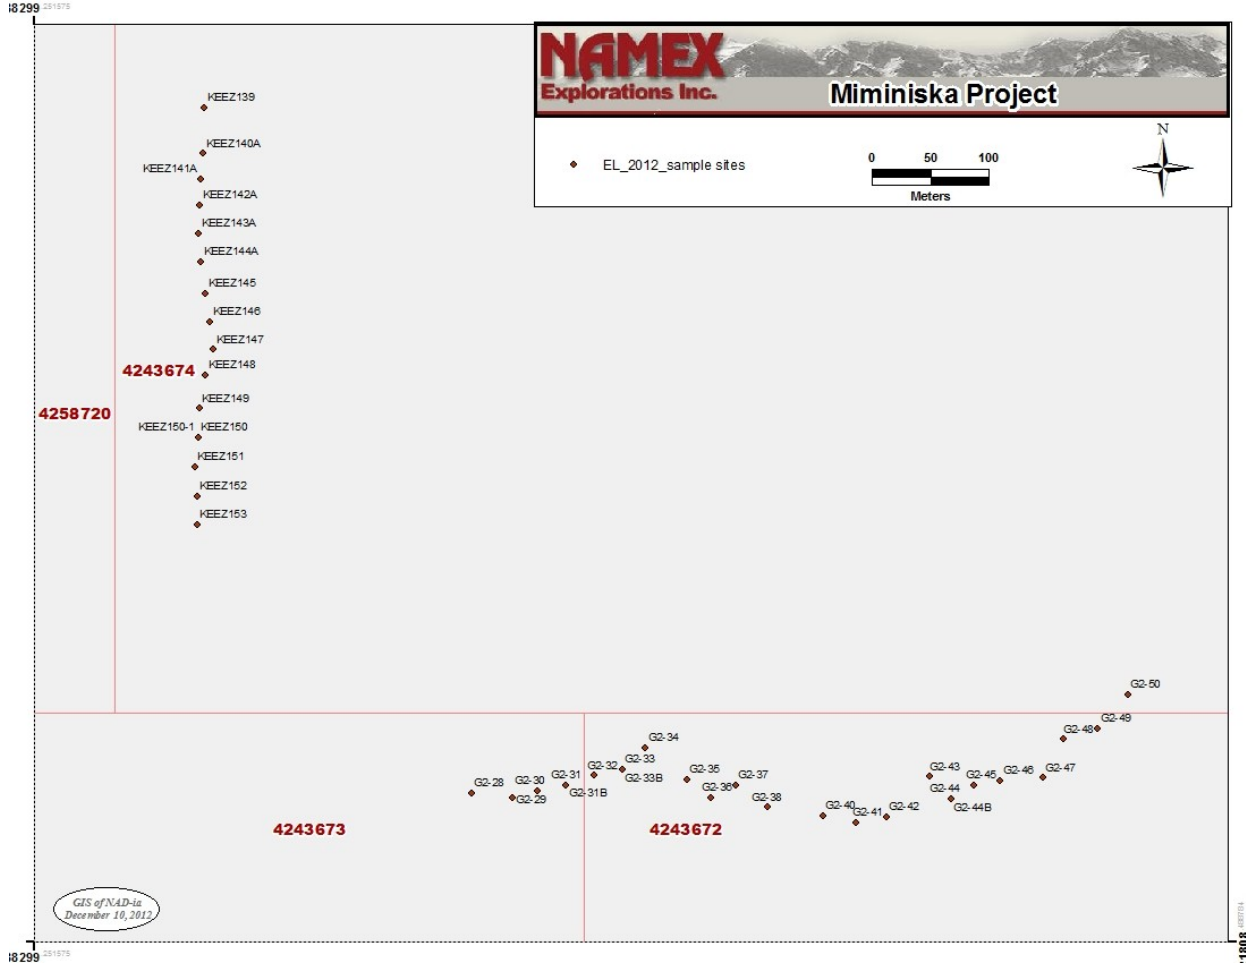 38299 251575
NAMEX
Explorations Inc.
Miminiska Project
EL_2012_sample sites
0 50 100
Meters
N
KEEZ139
KEEZ140A
KEEZ141A
KEEZ142A
KEEZ143A
KEEZ144A
KEEZ145
KEEZ146
KEEZ147
KEEZ148
4243674
KEEZ149
4258720
KEEZ150-1 KEEZ150
KEEZ151
KEEZ152
KEEZ153
G2-50
G2-49
G2-48
G2-34
G2-33
G2-32
G2-33B
G2-31
G2-31B
G2-30
G2-28
G2-29
G2-35
G2-36
G2-37
G2-38
G2-43
G2-45
G2-46
G2-47
G2-44
G2-44B
G2-40
G2-41
G2-42
4243673
4243672
GIS of NAD-ia
December 10, 2012
38299 251575